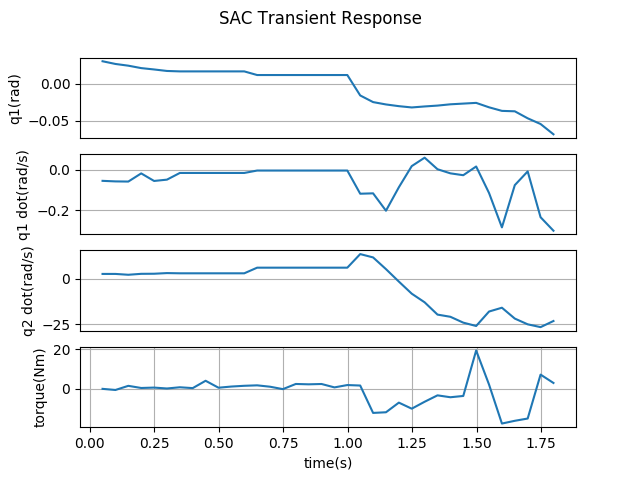 SAC Transient Response
q1(rad)
0.00
−0.05
q1 dot(rad/s)
0.0
−0.2
q2 dot(rad/s)
0
−25
torque(Nm)
20
0
0.00 0.25 0.50 0.75 1.00 1.25 1.50 1.75
time(s)